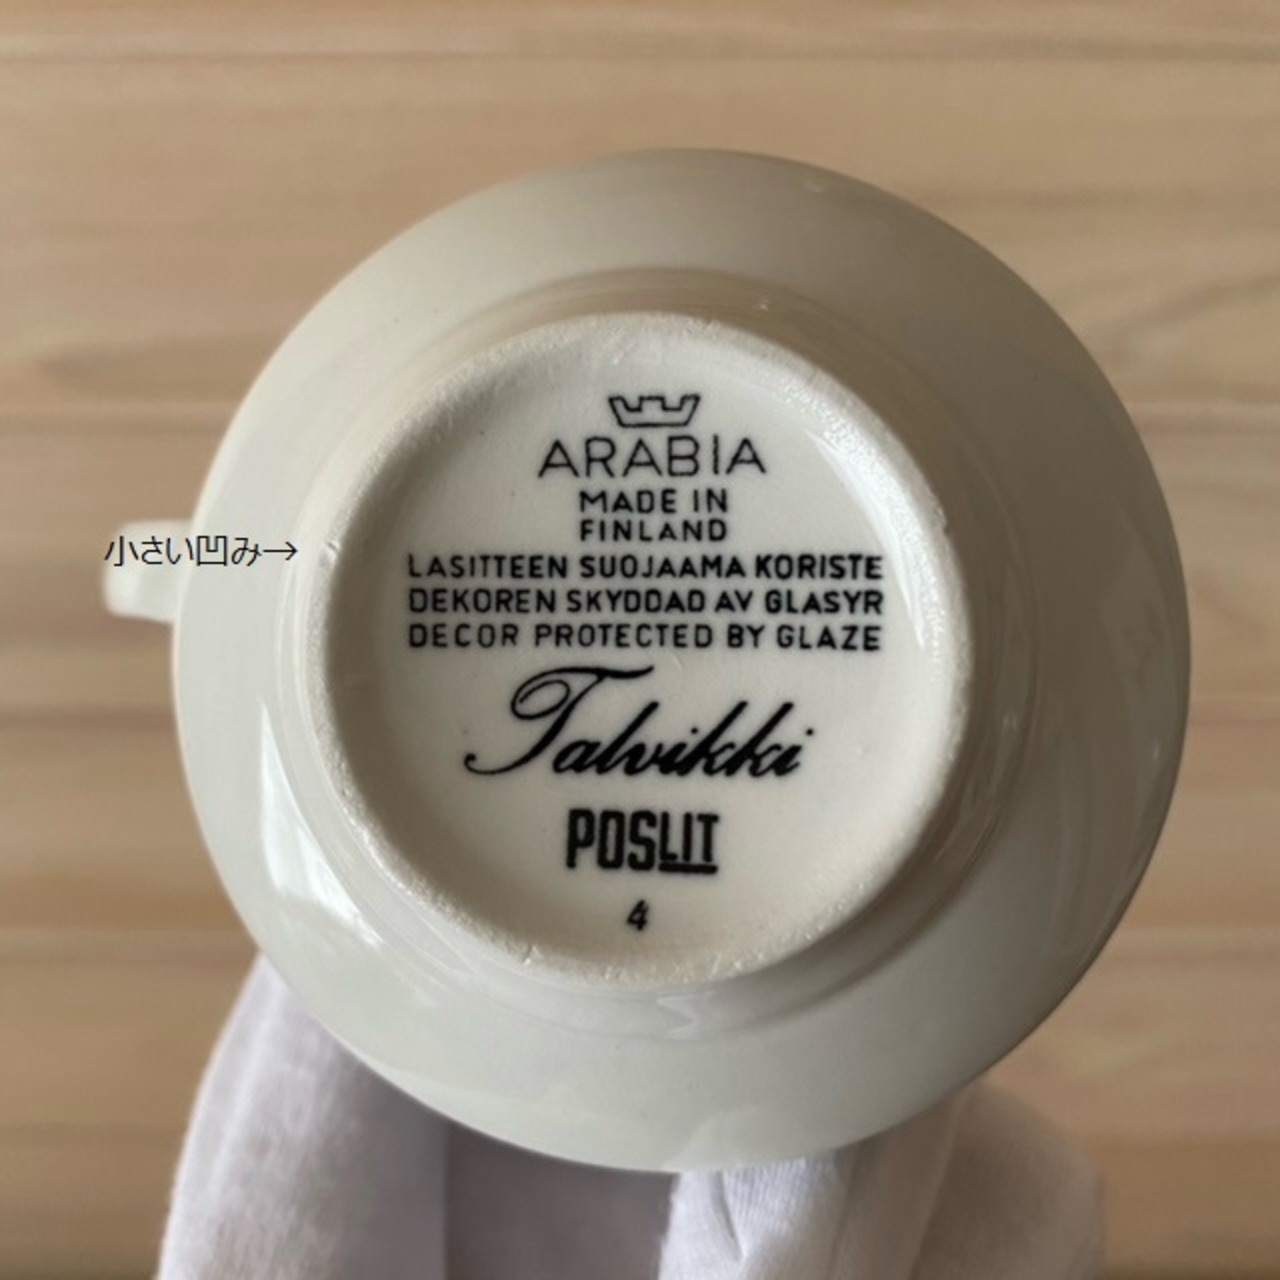 ARABIA
MADE IN
FINLAND
小さい凹み→
LASITTEEN SUOJAAMA KORISTE
DEKOREN SKYDDAD AV GLASYR
DECOR PROTECTED BY GLAZE
Talvikki
POSLIT
4